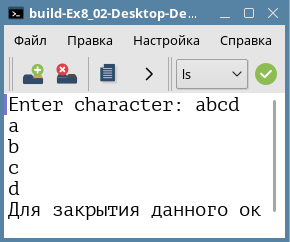 build-Ex8_02-Desktop-De...
Файл Правка Настройка Справка
ls
Enter character: abcd
a
b
c
d
Для закрытия данного ок